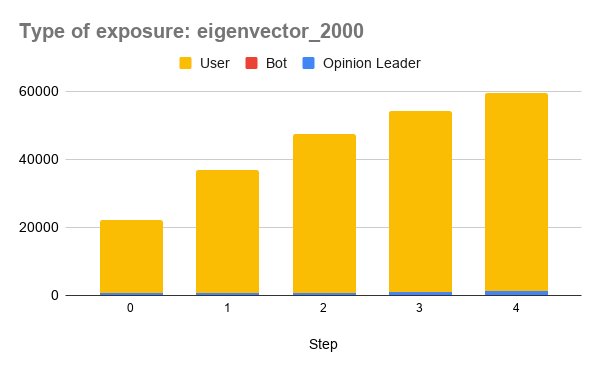 Type of exposure: eigenvector_2000
User Bot Opinion Leader
60000
40000
20000
0
0 1 2 3 4
Step